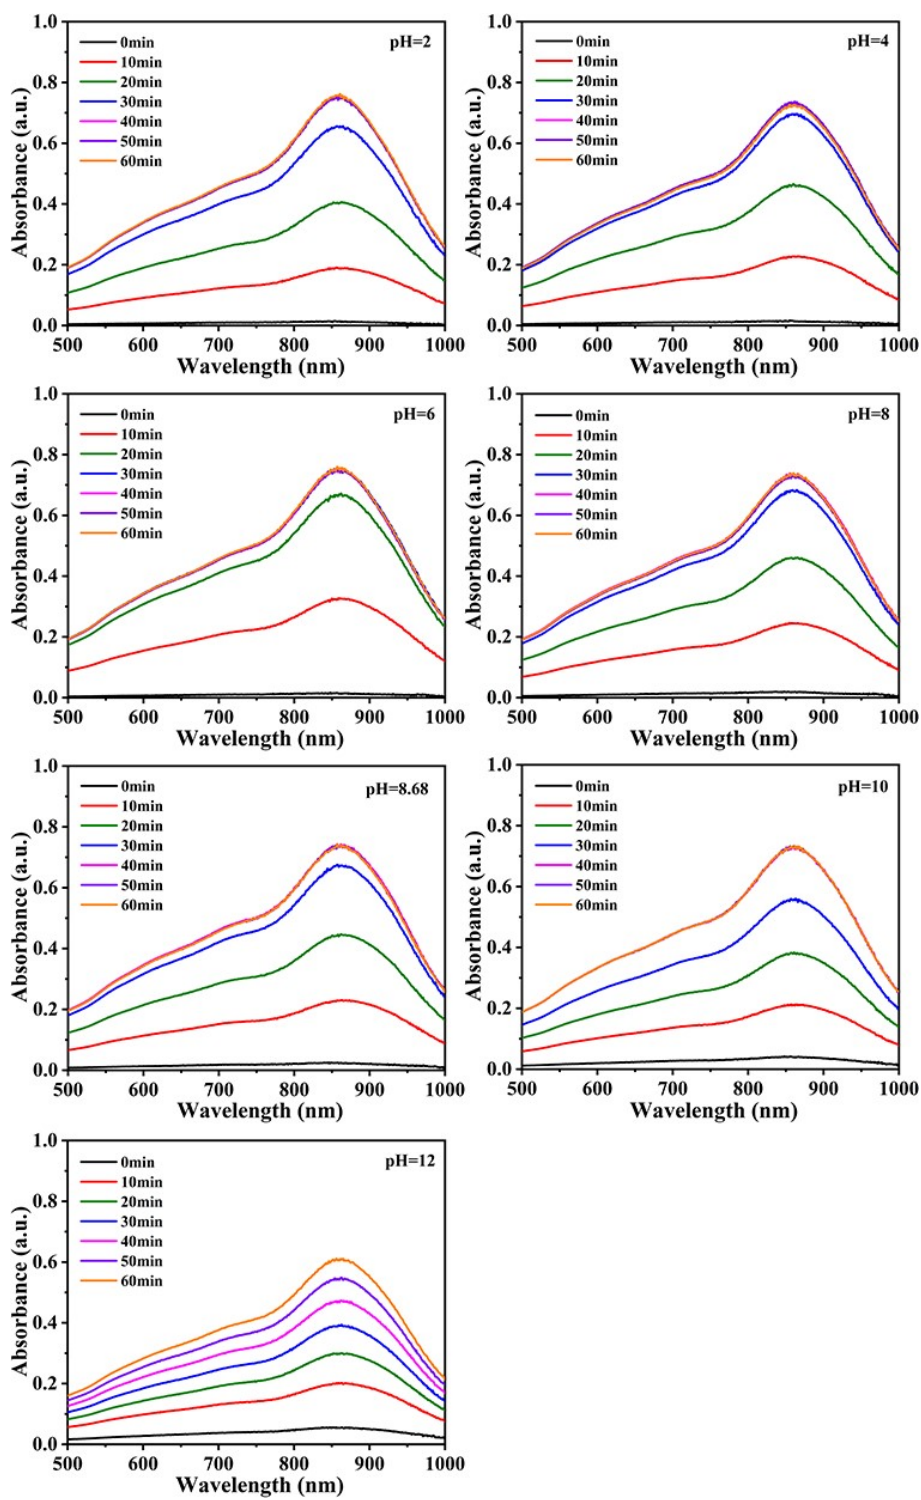 pH=2
0min
10min
20min
30min
40min
50min
60min
Absorbance (a.u.)
1.0
0.8
0.6
0.4
0.2
0.0
500 600 700 800 900 1000
Wavelength (nm)
pH=4
0min
10min
20min
30min
40min
50min
60min
Absorbance (a.u.)
1.0
0.8
0.6
0.4
0.2
0.0
500 600 700 800 900 1000
Wavelength (nm)
pH=6
0min
10min
20min
30min
40min
50min
60min
Absorbance (a.u.)
1.0
0.8
0.6
0.4
0.2
0.0
500 600 700 800 900 1000
Wavelength (nm)
pH=8
0min
10min
20min
30min
40min
50min
60min
Absorbance (a.u.)
1.0
0.8
0.6
0.4
0.2
0.0
500 600 700 800 900 1000
Wavelength (nm)
pH=8.68
0min
10min
20min
30min
40min
50min
60min
Absorbance (a.u.)
1.0
0.8
0.6
0.4
0.2
0.0
500 600 700 800 900 1000
Wavelength (nm)
pH=10
0min
10min
20min
30min
40min
50min
60min
Absorbance (a.u.)
1.0
0.8
0.6
0.4
0.2
0.0
500 600 700 800 900 1000
Wavelength (nm)
pH=12
0min
10min
20min
30min
40min
50min
60min
Absorbance (a.u.)
1.0
0.8
0.6
0.4
0.2
0.0
500 600 700 800 900 1000
Wavelength (nm)